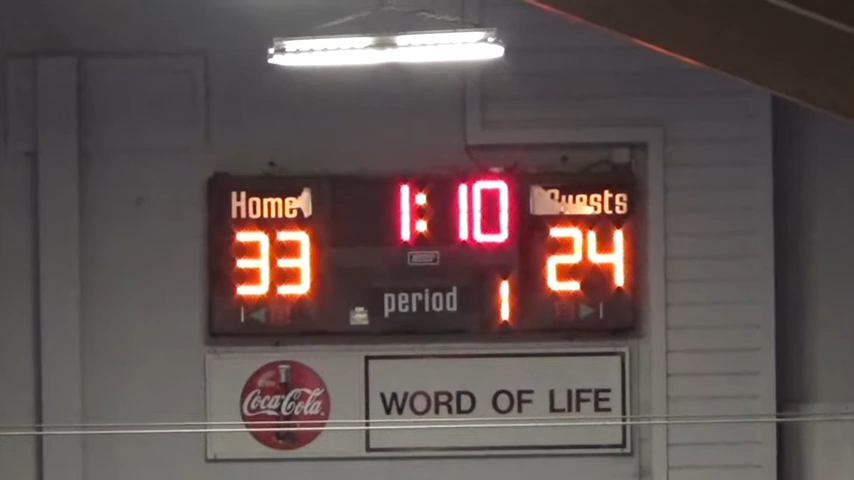 Home 1:10 Guests
33 24
period 1
Coca-Cola WORD OF LIFE